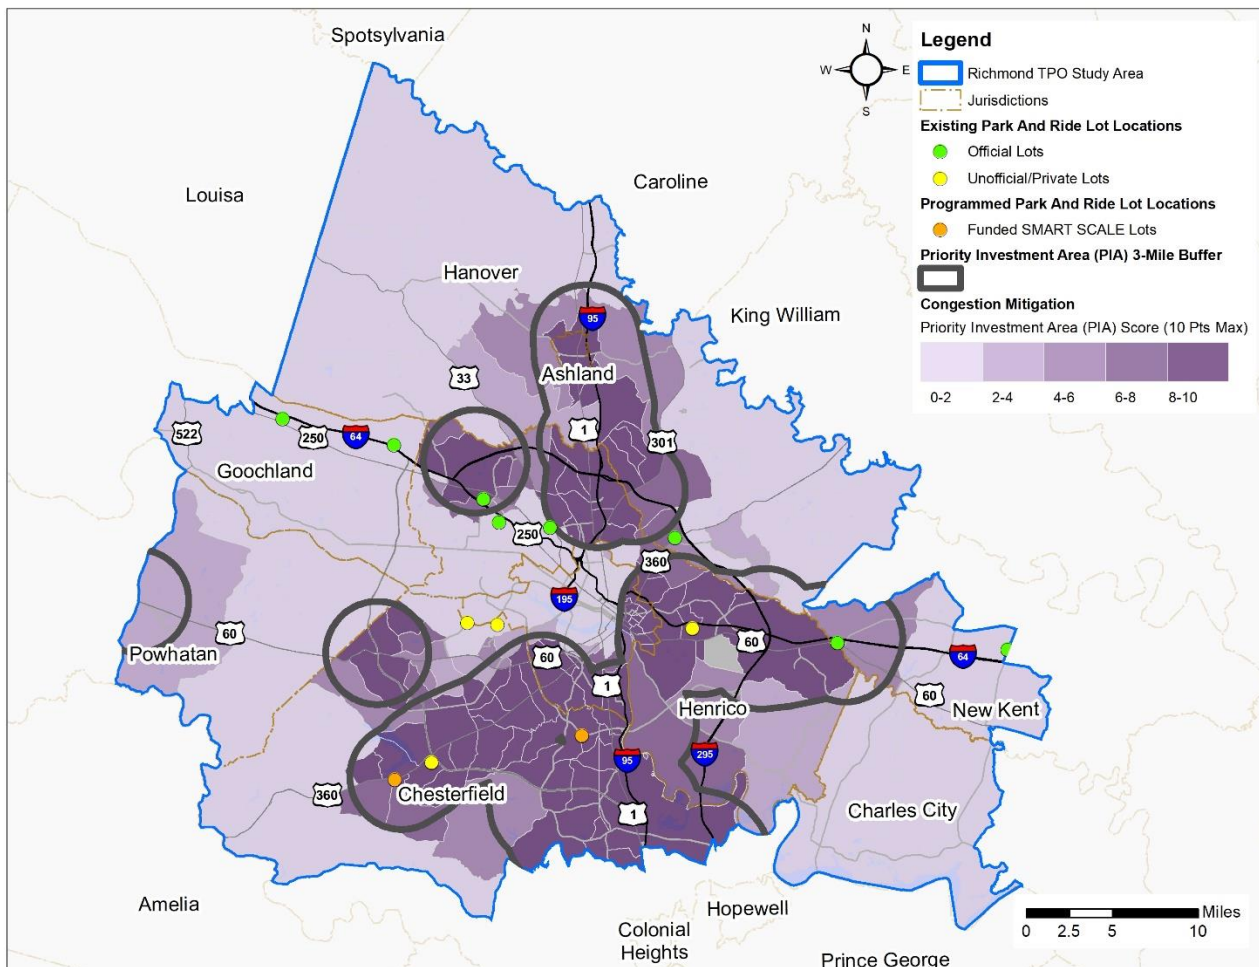 Spotsylvania
N
W E
S
Legend
Richmond TPO Study Area
Jurisdictions
Existing Park And Ride Lot Locations
Official Lots
Unofficial/Private Lots
Programmed Park And Ride Lot Locations
Funded SMART SCALE Lots
Priority Investment Area (PIA) 3-Mile Buffer
Congestion Mitigation
Priority Investment Area (PIA) Score (10 Pts Max)
0-2 2-4 4-6 6-8 8-10
Louisa
Caroline
Hanover
King William
95
Ashland
33
522
250
64
1
301
Goochland
250
360
195
60
60
Powhatan
60
1
64
60
New Kent
Henrico
95
295
360
Chesterfield
1
Charles City
Amelia
Hopewell
Colonial
Heights
Prince George
Miles
0 2.5 5 10